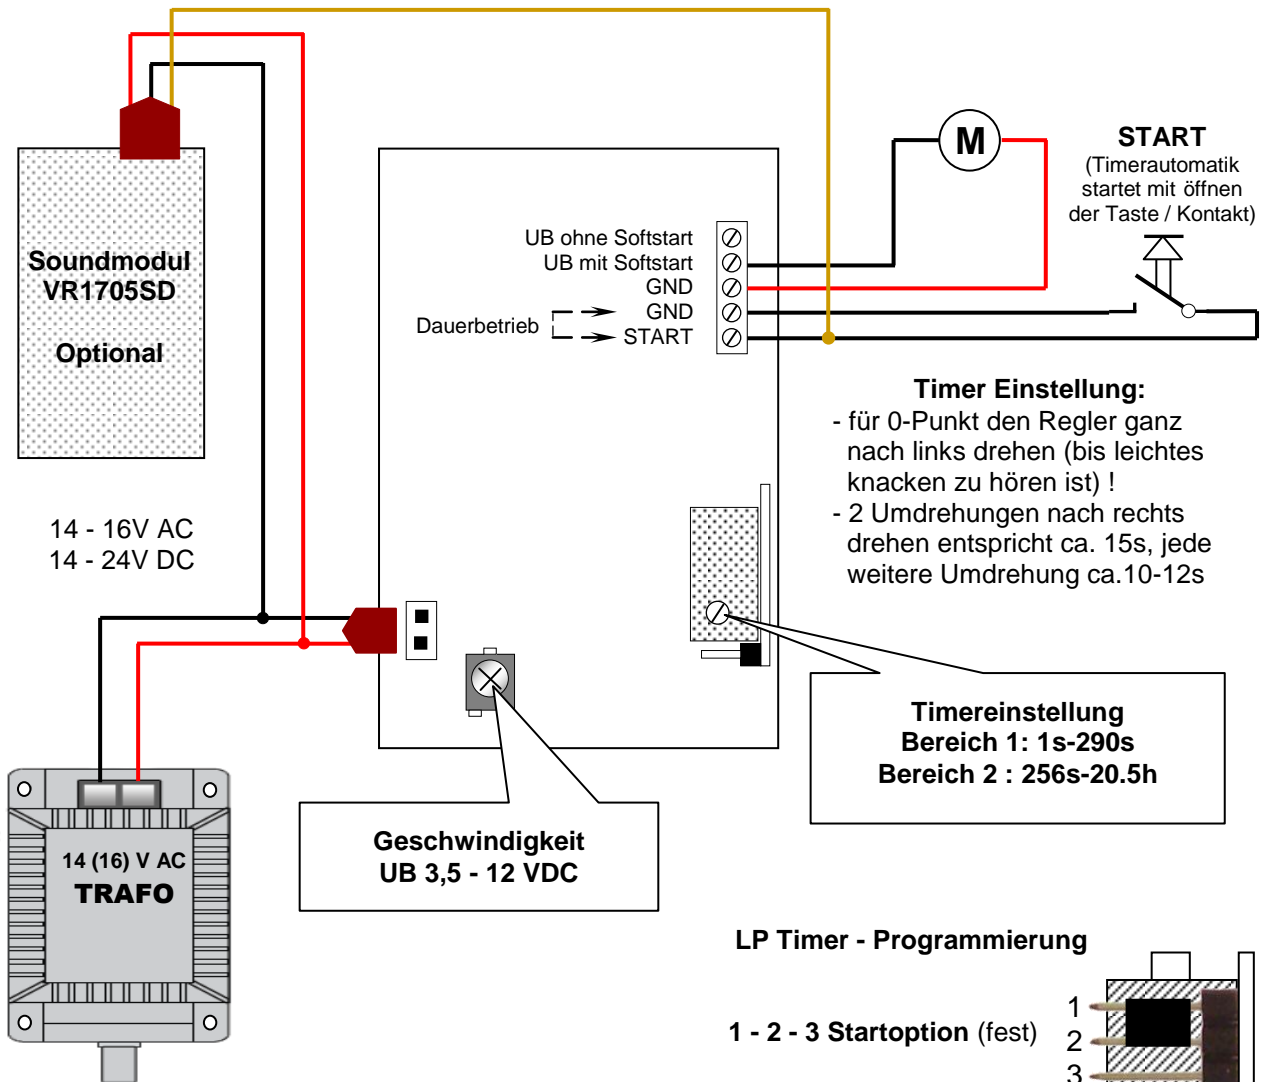 M
START
(Timerautomatik
startet mit öffnen
der Taste / Kontakt)
Soundmodul
VR1705SD
Optional
UB ohne Softstart
UB mit Softstart
GND
GND
START
Dauerbetrieb
Timer Einstellung:
- für 0-Punkt den Regler ganz
nach links drehen (bis leichtes
knacken zu hören ist) !
- 2 Umdrehungen nach rechts
drehen entspricht ca. 15s, jede
weitere Umdrehung ca.10-12s
14 - 16V AC
14 - 24V DC
Timereinstellung
Bereich 1: 1s-290s
Bereich 2 : 256s-20.5h
Geschwindigkeit
UB 3,5 - 12 VDC
14 (16) V AC
TRAFO
LP Timer - Programmierung
1 - 2 - 3 Startoption (fest)
1
2
3